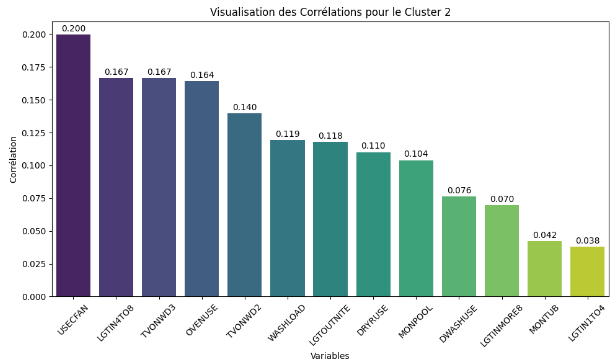 Visualisation des Corrélations pour le Cluster 2
0.200
0.167
0.167
0.164
0.140
0.119
0.118
0.110
0.104
0.076
0.070
0.042
0.038
Corrélation
0.200
0.175
0.150
0.125
0.100
0.075
0.050
0.025
0.000
USECFAN
LGTIN4TO8
TVONWD3
OVENUSE
TVONWD2
WASHLOAD
LGTOUTNITE
DRYRUSE
MONPOOL
DWASHUSE
LGTINMORE8
MONTUB
LGTIN1TO4
Variables